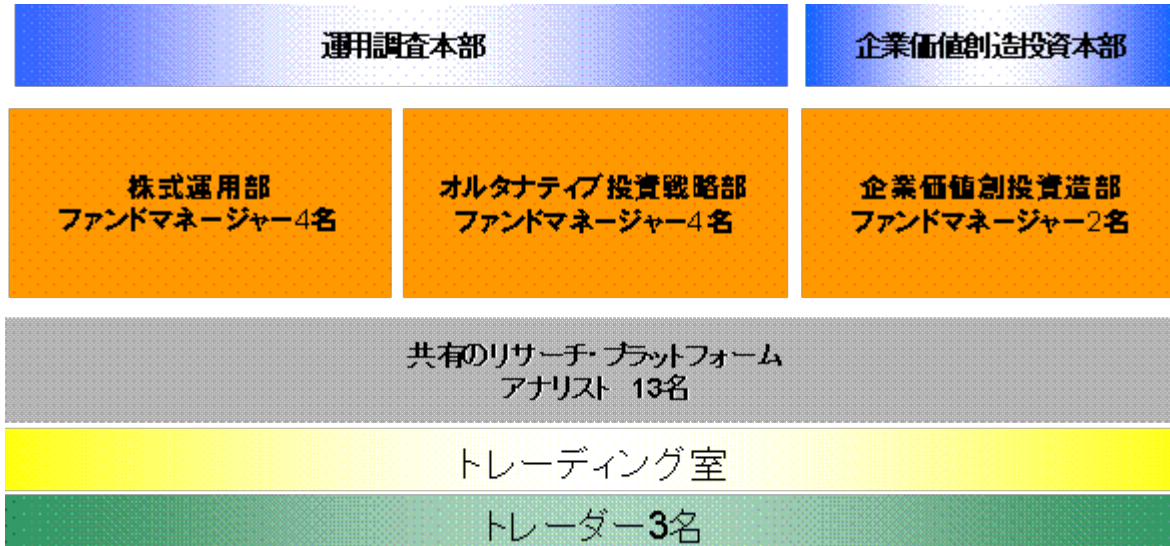 運用調査本部
企業価値創造投資本部
株式運用部
ファンドマネージャー4名
オルタナティブ投資戦略部
ファンドマネージャー4名
企業価値創投資造部
ファンドマネージャー2名
共有のリサーチ・プラットフォーム
アナリスト 13名
トレーディング室
トレーダー3名